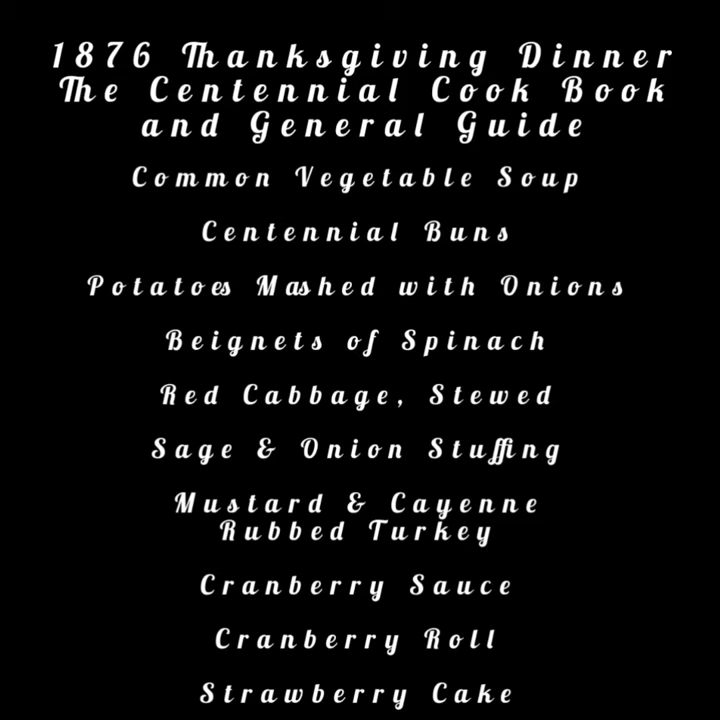 1876 Thanksgiving Dinner
The Centennial Cook Book
and General Guide
Common Vegetable Soup
Centennial Buns
Potatoes Mashed with Onions
Beignets of Spinach
Red Cabbage, Stewed
Sage & Onion Stuffing
Mustard & Cayenne
Rubbed Turkey
Cranberry Sauce
Cranberry Roll
Strawberry Cake